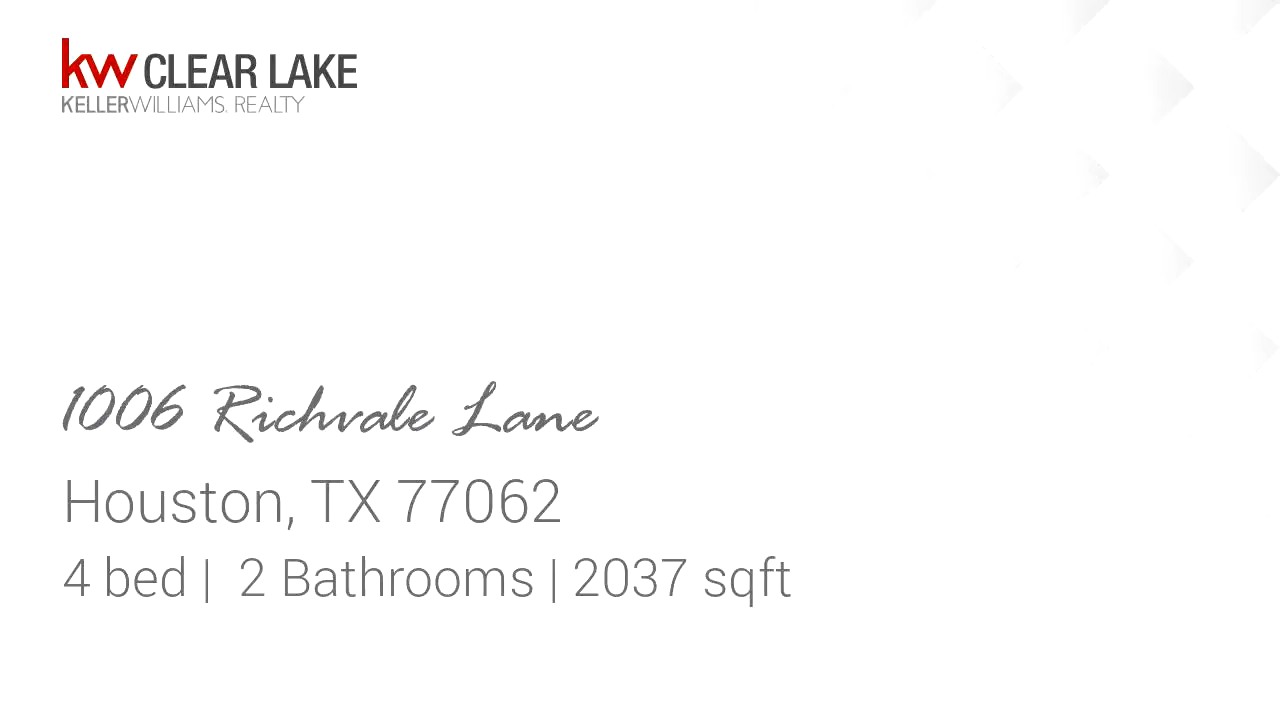 kw CLEAR LAKE
KELLERWILLIAMS. REALTY
1006 Richvale Lane
Houston, TX 77062
4 bed | 2 Bathrooms | 2037 sqft